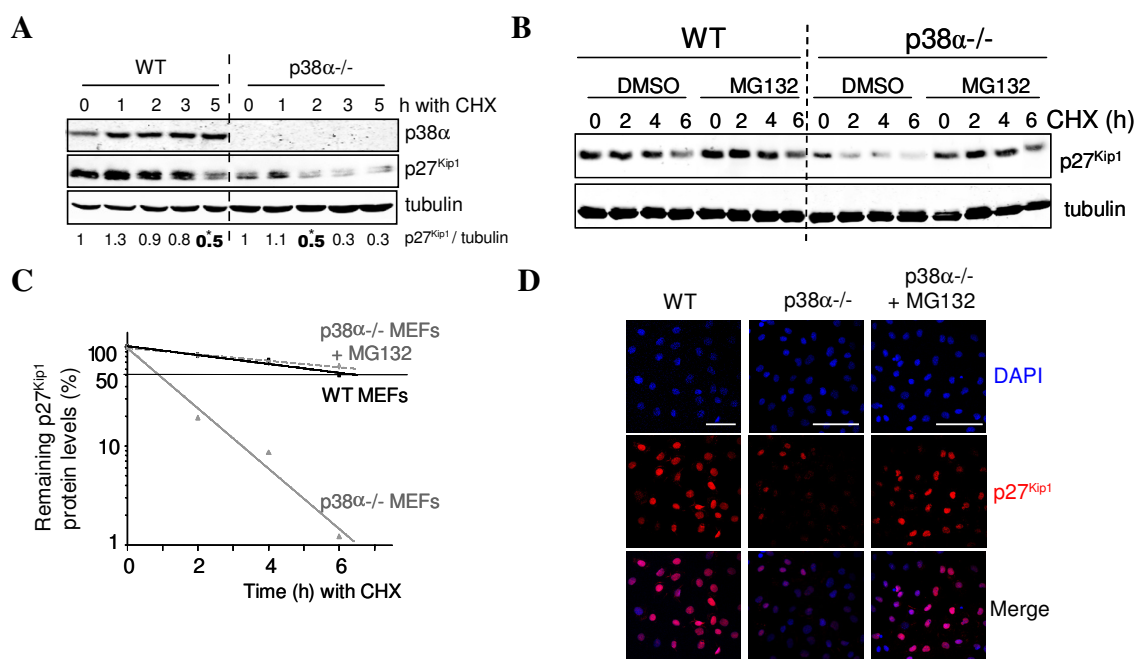 A
WT p38α-/-
0 1 2 3 5 0 1 2 3 5 h with CHX
p38α
p27Kip1
tubulin
1 1.3 0.9 0.8 0.5* 1 1.1 0.5* 0.3 0.3 p27Kip1/ tubulin
B
WT p38α-/-
DMSO MG132 DMSO MG132
0 2 4 6 0 2 4 6 0 2 4 6 0 2 4 6 CHX (h)
p27Kip1
tubulin
C
Remaining p27Kip1
protein levels (%)
100
50
10
1
p38α-/- MEFs
+ MG132
WT MEFs
p38α-/- MEFs
0 2 4 6
Time (h) with CHX
D
WT p38α-/- p38α-/-
+ MG132
DAPI
p27Kip1
Merge